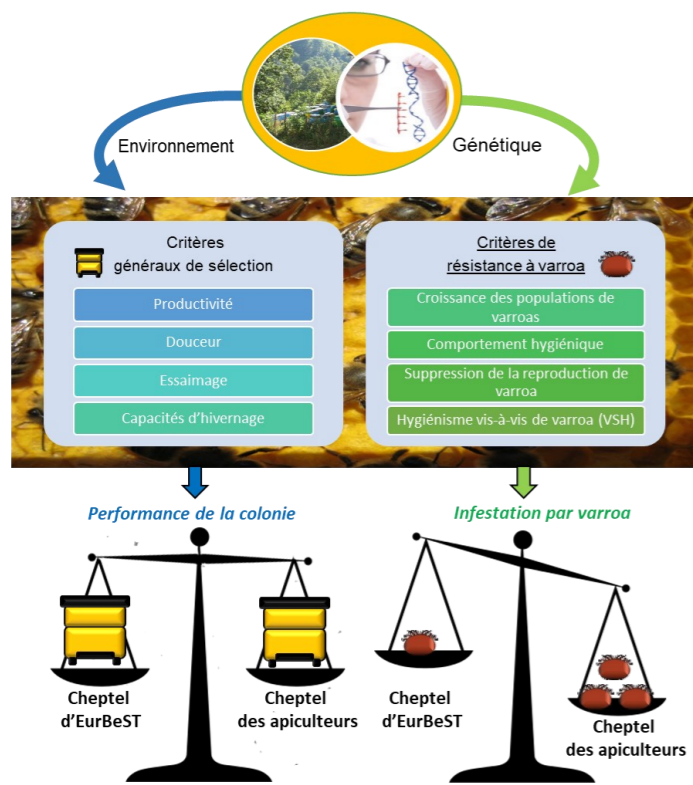 Environnement
Génétique
Critères
généraux de sélection
Productivité
Douceur
Essaimage
Capacités d'hivernage
Critères de
résistance à varroa
Croissance des populations de
varroas
Comportement hygiénique
Suppression de la reproduction de
varroa
Hygiénisme vis-à-vis de varroa (VSH)
Performance de la colonie
Infestation par varroa
Cheptel
d'EurBeST
Cheptel
des apiculteurs
Cheptel
d'EurBeST
Cheptel
des apiculteurs